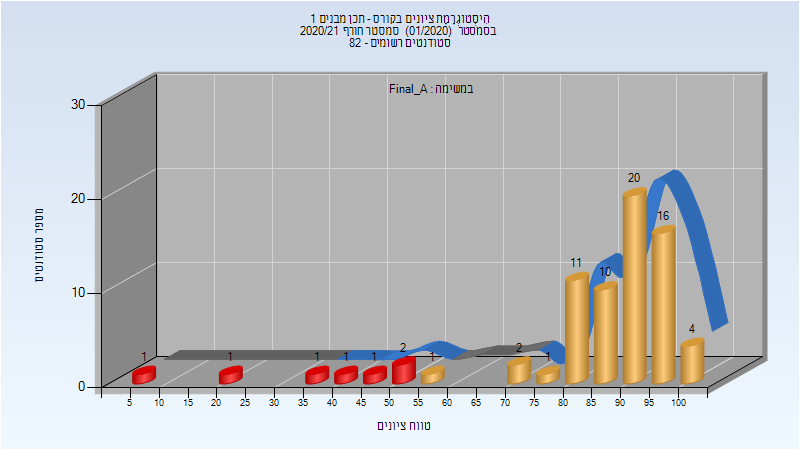 היסטוגרמת ציונים בקורס - תכן מבנים 1
בסמסטר (01/2020) סמסטר חורף 2020/21
סטודנטים רשומים - 82
במשימה : Final_A
מספר סטודנטים
30
20
10
0
1
1
1
1
1
2
1
2
1
11
10
20
16
4
5 10 15 20 25 30 35 40 45 50 55 60 65 70 75 80 85 90 95 100
טווח ציונים